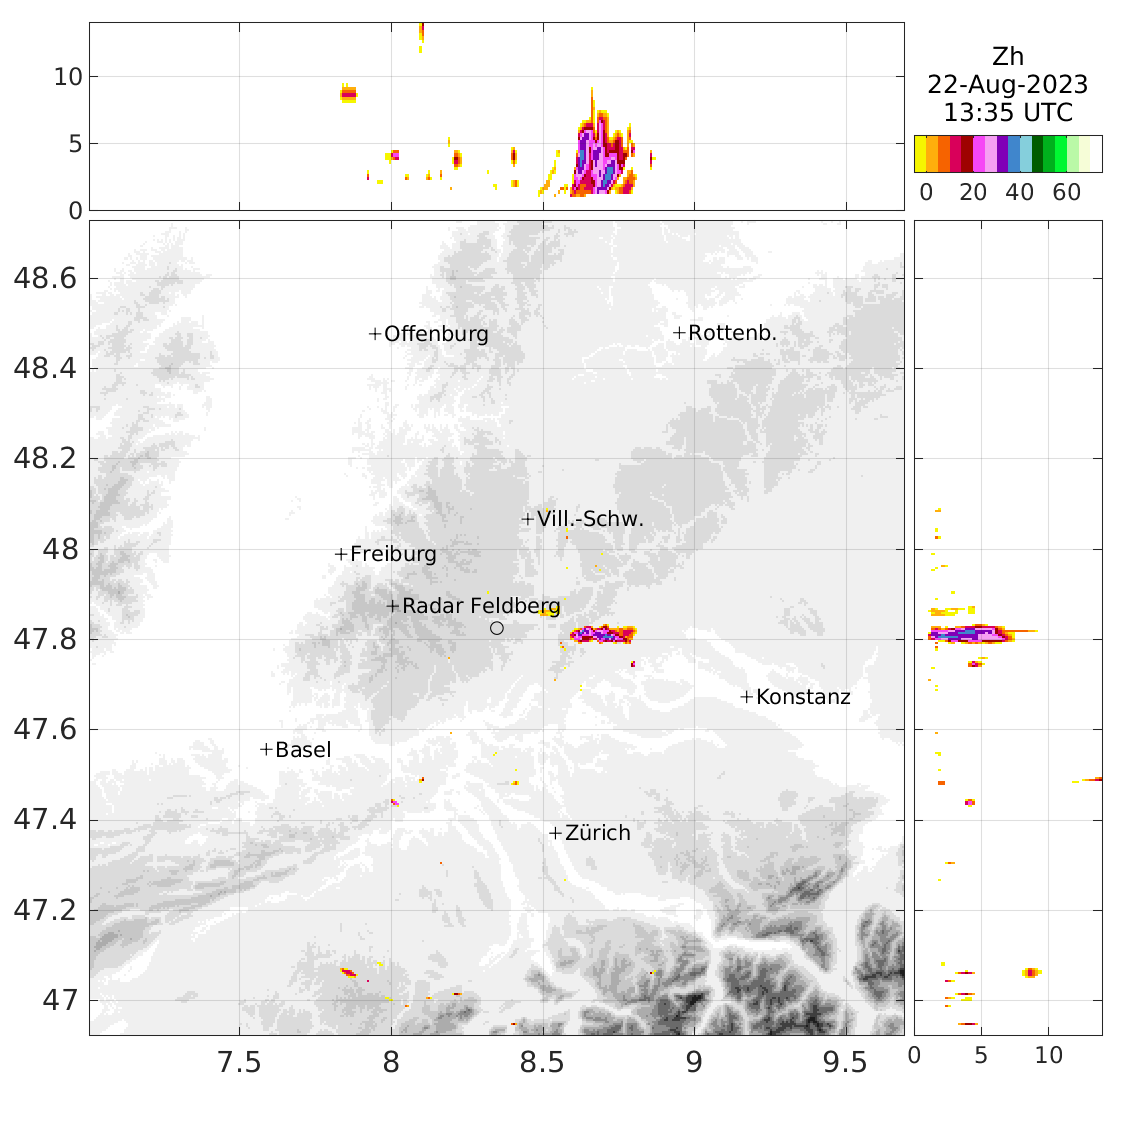 10
5
0
Zh
22-Aug-2023
13:35 UTC
0 20 40 60
48.6
48.4
48.2
48
47.8
47.6
47.4
47.2
47
Offenburg
Rottenb.
Vill.-Schw.
Freiburg
Radar Feldberg
Konstanz
Basel
Zürich
7.5 8 8.5 9 9.5
0 5 10